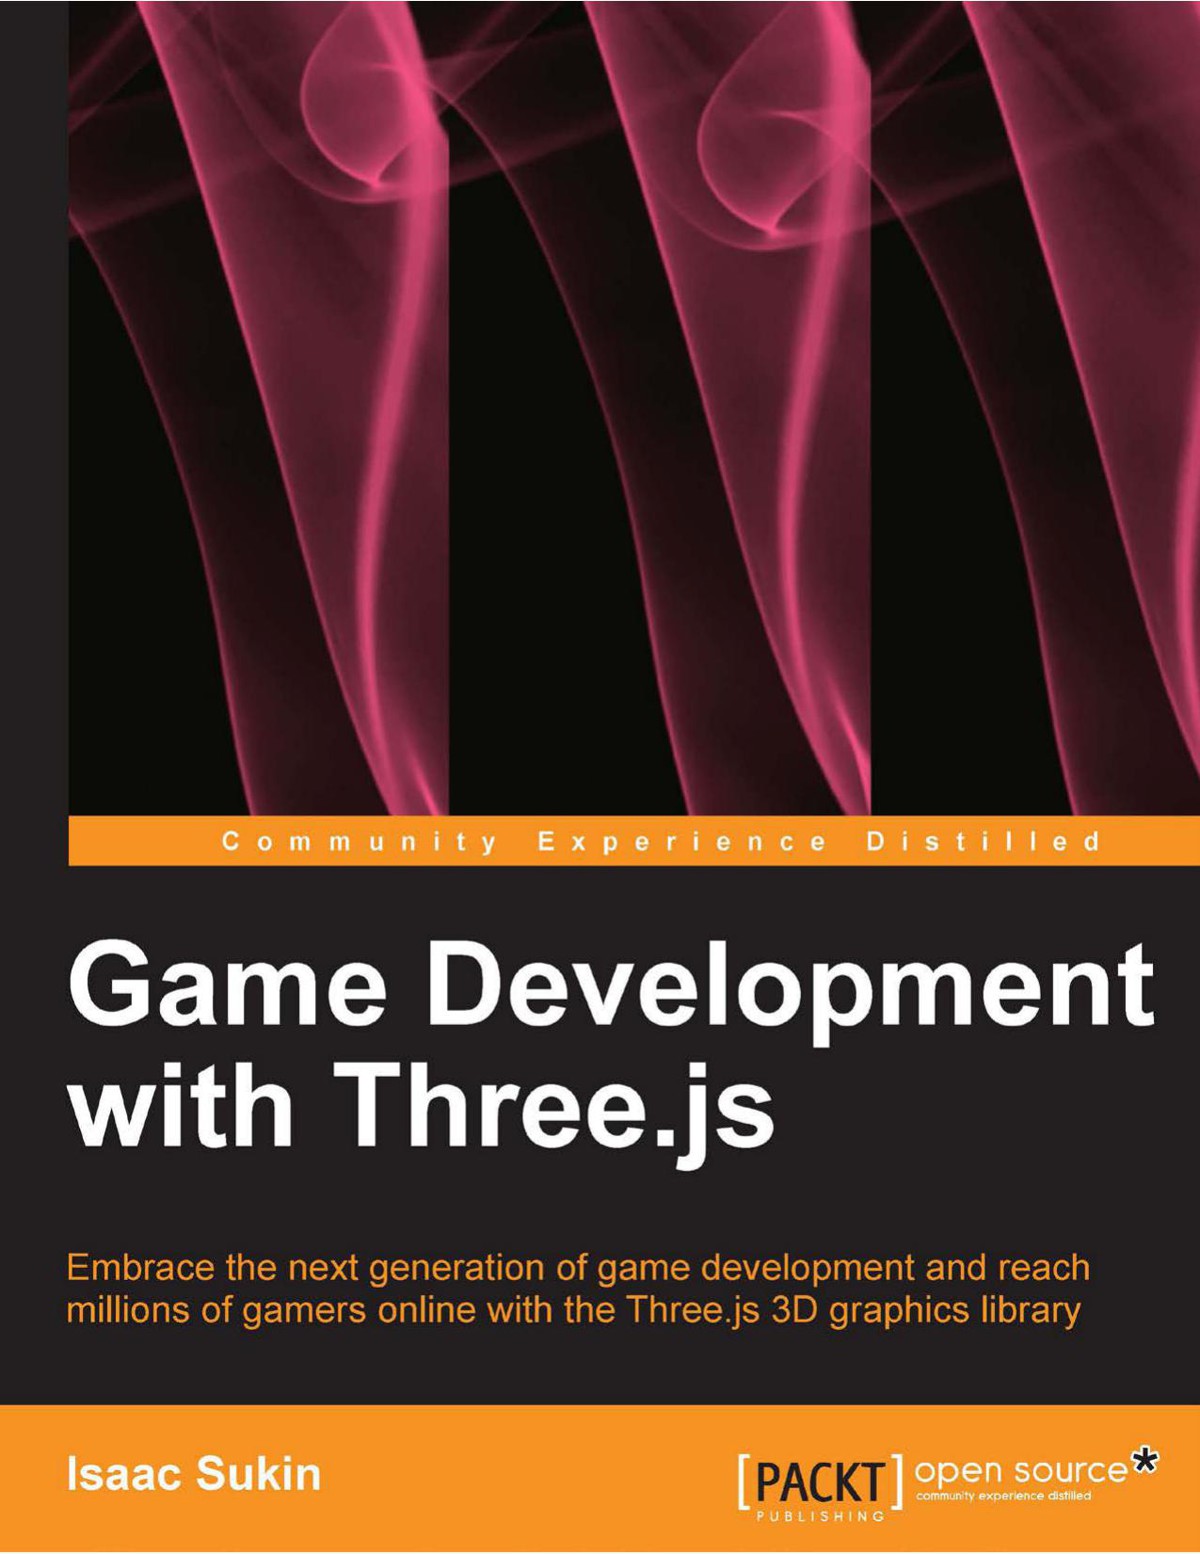 Community Experience Distilled
Game Development
with Three.js
Embrace the next generation of game development and reach
millions of gamers online with the Three.js 3D graphics library
Isaac Sukin
[PACKT] open source*
PUBLISHING community experience distilled